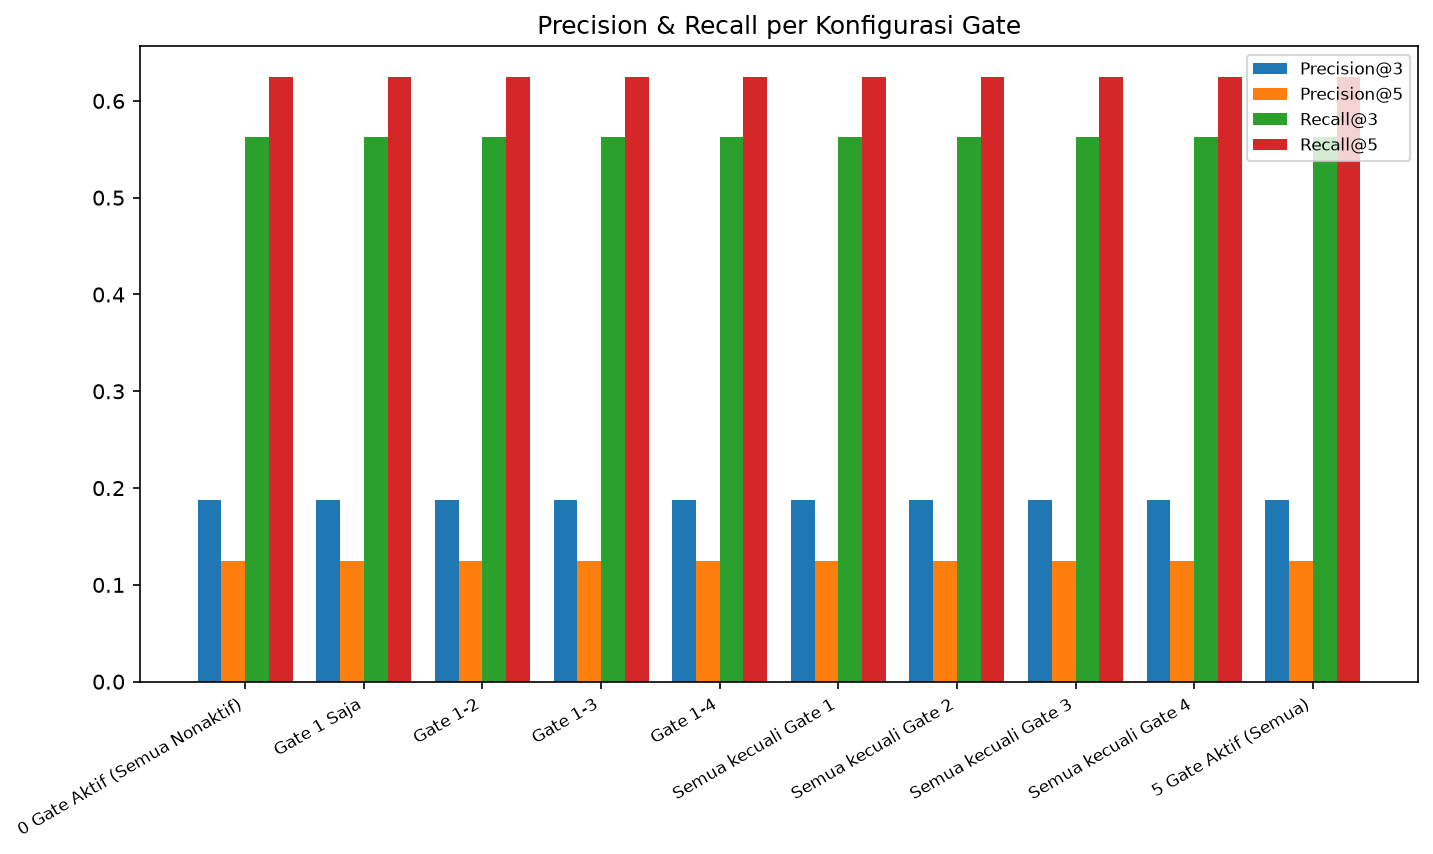 Precision & Recall per Konfigurasi Gate
Precision@3
Precision@5
Recall@3
Recall@5
0.6
0.5
0.4
0.3
0.2
0.1
0.0
0 Gate Aktif (Semua Nonaktif)
Gate 1 Saja
Gate 1-2
Gate 1-3
Gate 1-4
Semua kecuali Gate 1
Semua kecuali Gate 2
Semua kecuali Gate 3
Semua kecuali Gate 4
5 Gate Aktif (Semua)